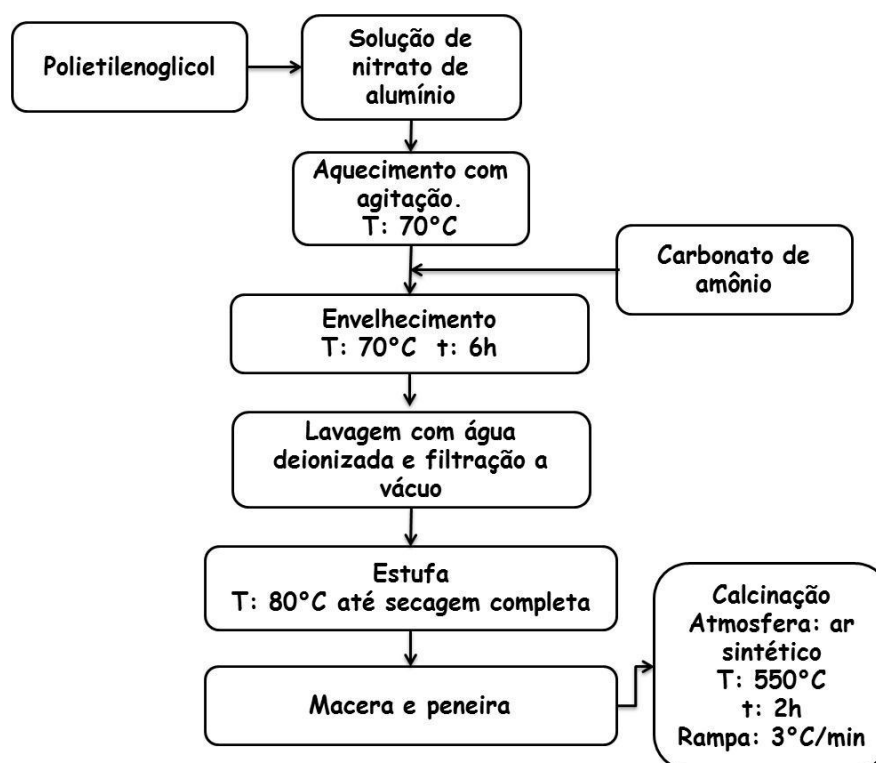 Polietilenoglicol
Solução de
nitrato de
alumínio
Aquecimento com
agitação.
T: 70°C
Carbonato de
amônio
Envelhecimento
T: 70°C t: 6h
Lavagem com água
deionizada e filtração a
vácuo
Estufa
T: 80°C até secagem completa
Macera e peneira
Calcinação
Atmosfera: ar
sintético
T: 550°C
t: 2h
Rampa: 3°C/min